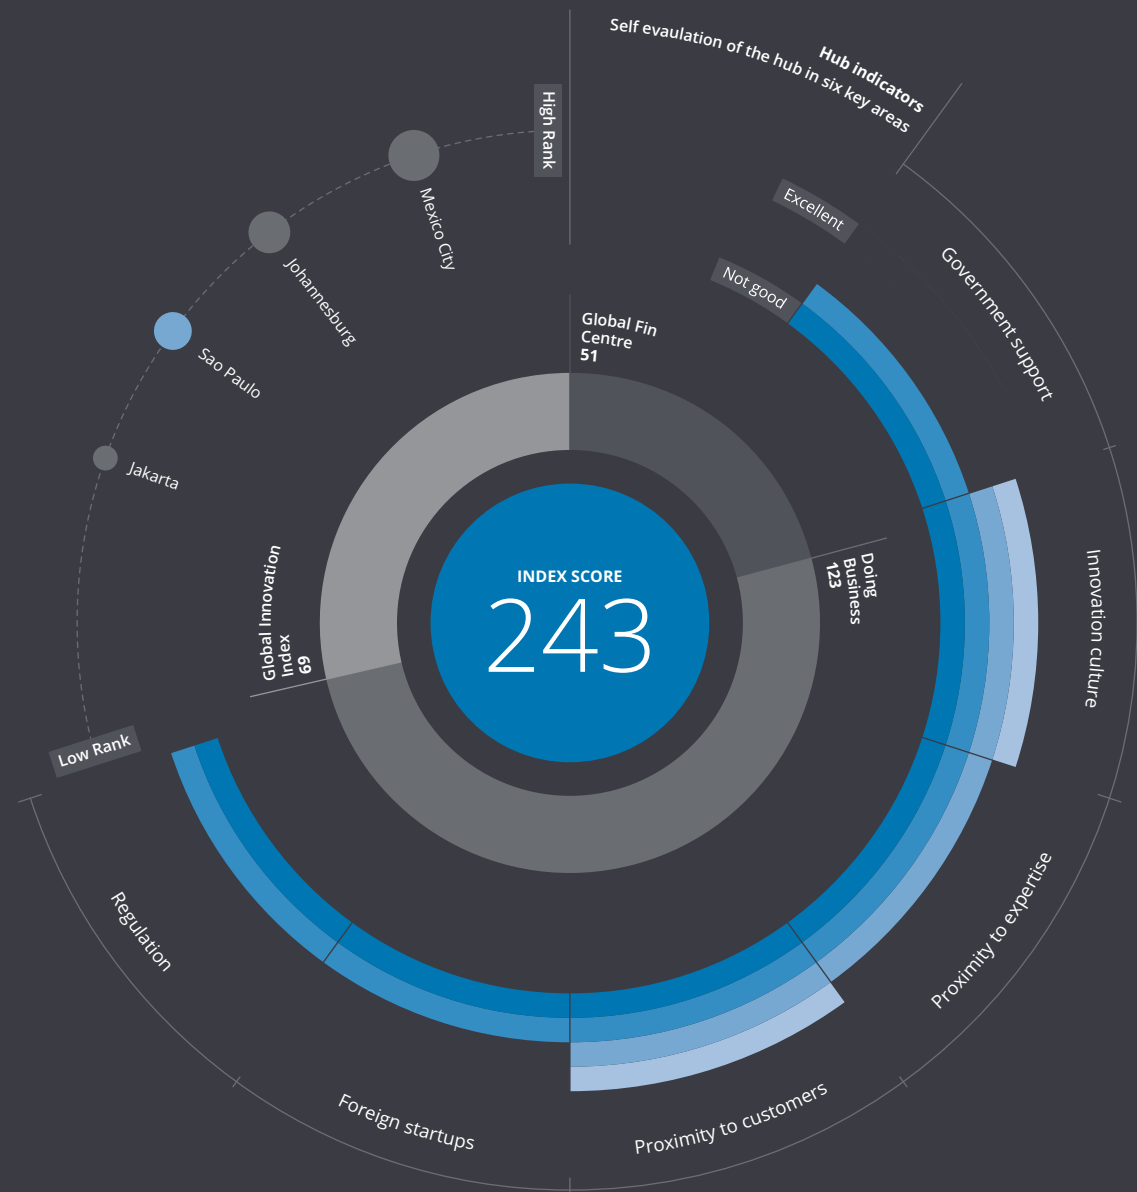 Hub indicators
Self evaulation of the hub in six key areas
High Rank
Mexico City
Johannesburg
Sao Paulo
Jakarta
Low Rank
Excellent
Not good
Government support
Innovation culture
Proximity to expertise
Proximity to customers
Foreign startups
Regulation
Global Fin
Centre
51
Doing
Business
123
Global Innovation
Index
69
INDEX SCORE
243